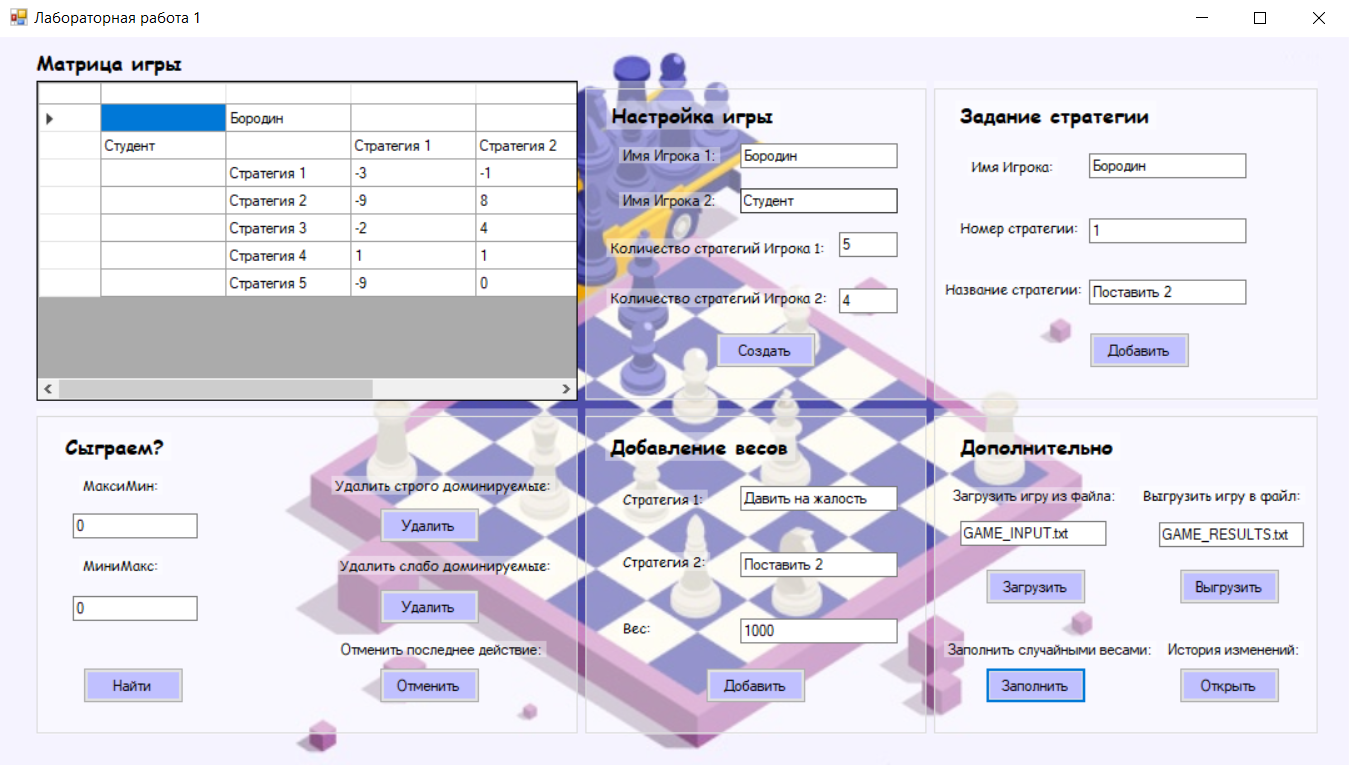 Лабораторная работа 1
Матрица игры
Бородин
Студент Стратегия 1 Стратегия 2
Стратегия 1 -3 -1
Стратегия 2 -9 8
Стратегия 3 -2 4
Стратегия 4 1 1
Стратегия 5 -9 0
Настройка игры
Имя Игрока 1: Бородин
Имя Игрока 2: Студент
Количество стратегий Игрока 1: 5
Количество стратегий Игрока 2: 4
Создать
Задание стратегии
Имя Игрока: Бородин
Номер стратегии: 1
Название стратегии: Поставить 2
Добавить
Сыграем?
МаксиМин:
0
МиниМакс:
0
Найти
Удалить строго доминируемые:
Удалить
Удалить слабо доминируемые:
Удалить
Отменить последнее действие:
Отменить
Добавление весов
Стратегия 1: Давить на жалость
Стратегия 2: Поставить 2
Вес: 1000
Добавить
Дополнительно
Загрузить игру из файла: Выгрузить игру в файл:
GAME_INPUT.txt GAME_RESULTS.txt
Загрузить Выгрузить
Заполнить случайными весами: История изменений:
Заполнить Открыть